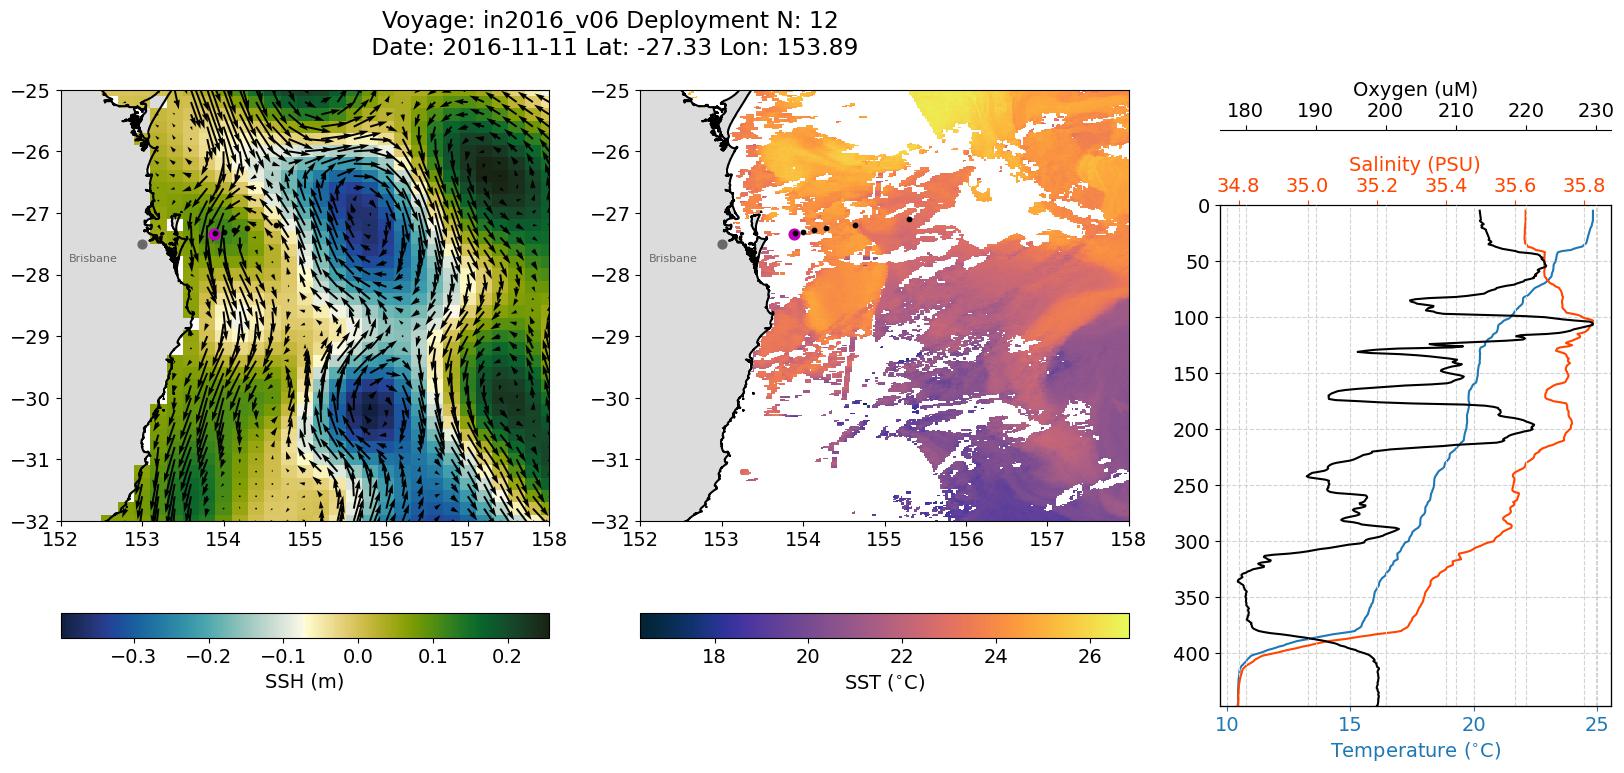 Voyage: in2016_v06 Deployment N: 12
Date: 2016-11-11 Lat: -27.33 Lon: 153.89
−25
−26
−27
−28
−29
−30
−31
−32
152 153 154 155 156 157 158
Brisbane
−0.3 −0.2 −0.1 0.0 0.1 0.2
SSH (m)
−25
−26
−27
−28
−29
−30
−31
−32
152 153 154 155 156 157 158
Brisbane
18 20 22 24 26
SST (°C)
Oxygen (uM)
180 190 200 210 220 230
Salinity (PSU)
34.8 35.0 35.2 35.4 35.6 35.8
0
50
100
150
200
250
300
350
400
10 15 20 25
Temperature (°C)